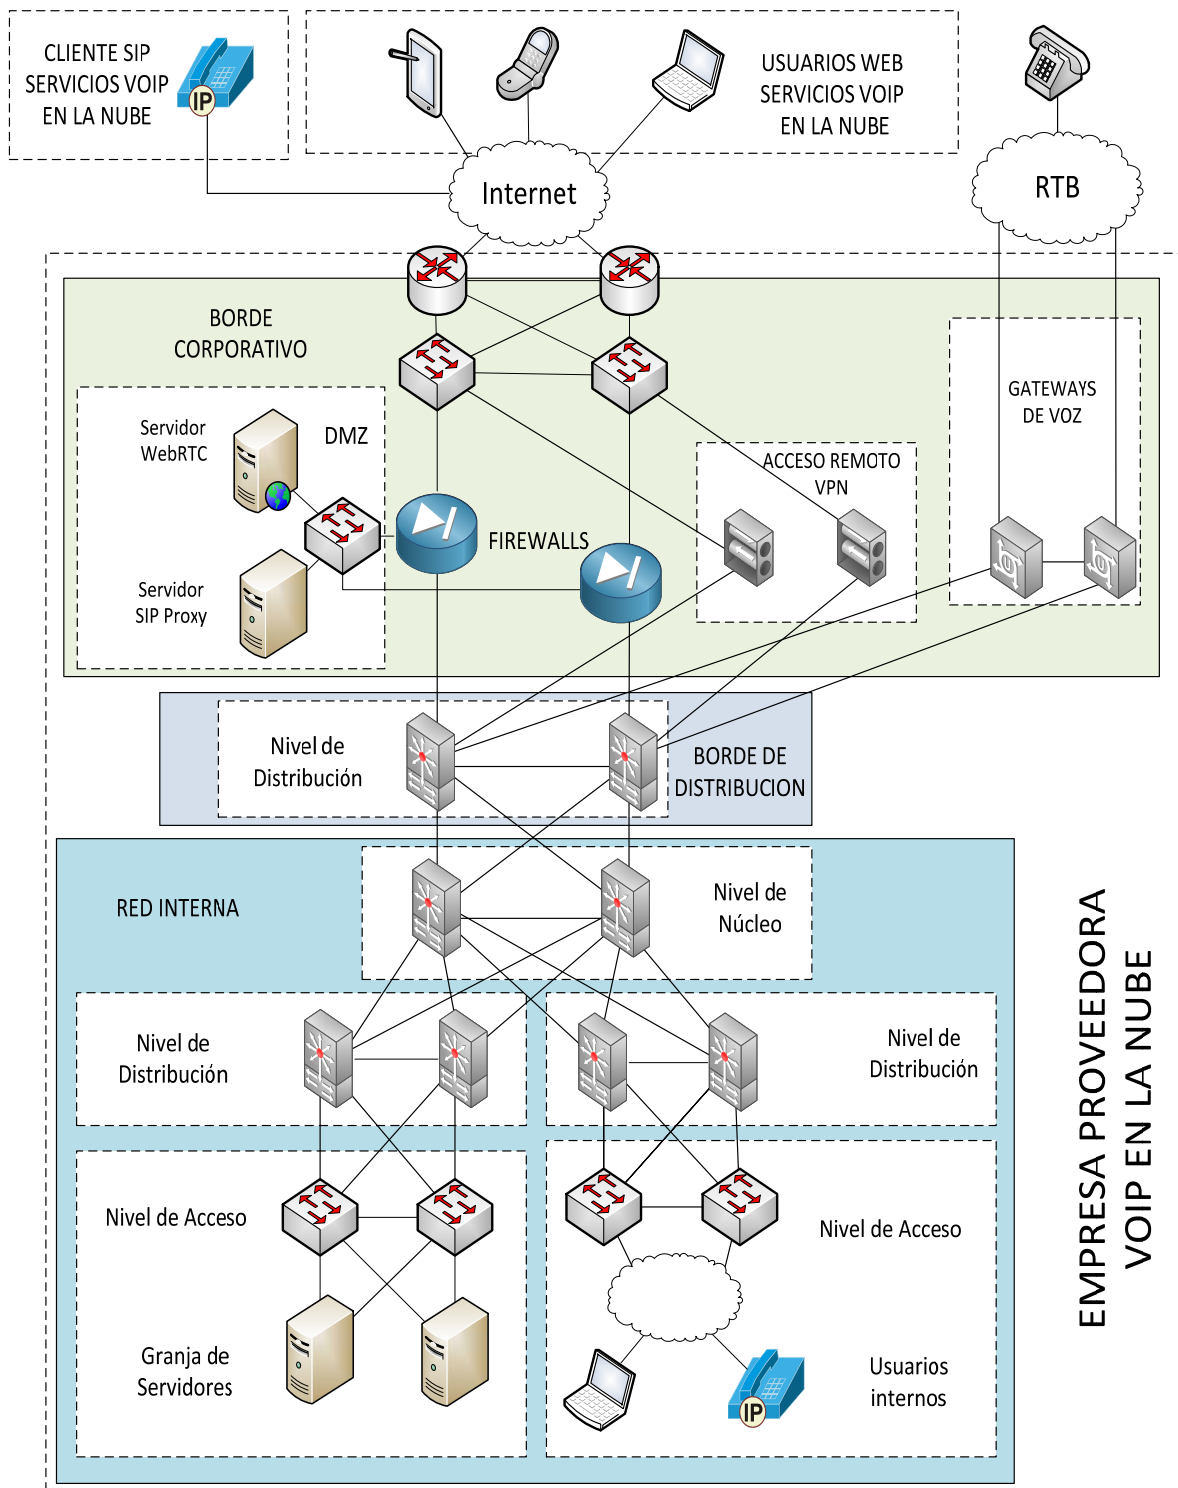 CLIENTE SIP
SERVICIOS VOIP
EN LA NUBE
IP
USUARIOS WEB
SERVICIOS VOIP
EN LA NUBE
Internet
RTB
BORDE
CORPORATIVO
GATEWAYS
DE VOZ
Servidor
WebRTC
DMZ
ACCESO REMOTO
VPN
FIREWALLS
Servidor
SIP Proxy
U
U
Nivel de
Distribución
BORDE DE
DISTRIBUCION
RED INTERNA
Nivel de
Núcleo
EMPRESA PROVEEDORA
VOIP EN LA NUBE
Nivel de
Distribución
Nivel de
Distribución
Nivel de Acceso
Nivel de Acceso
Granja de
Servidores
IP
Usuarios
internos